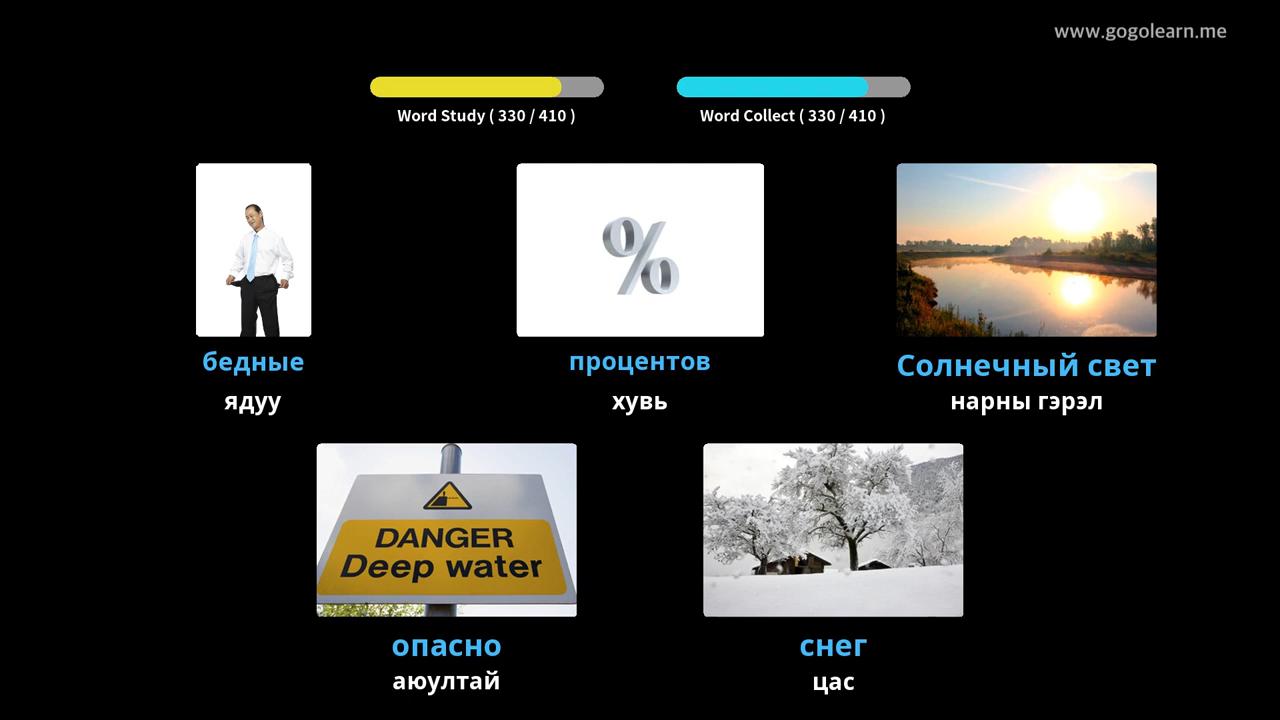 www.gogolearn.me
Word Study ( 330 / 410 )
Word Collect ( 330 / 410 )
%
бедные
ядуу
процентов
хувь
Солнечный свет
нарны гэрэл
DANGER
Deep water
опасно
аюултай
снег
цас